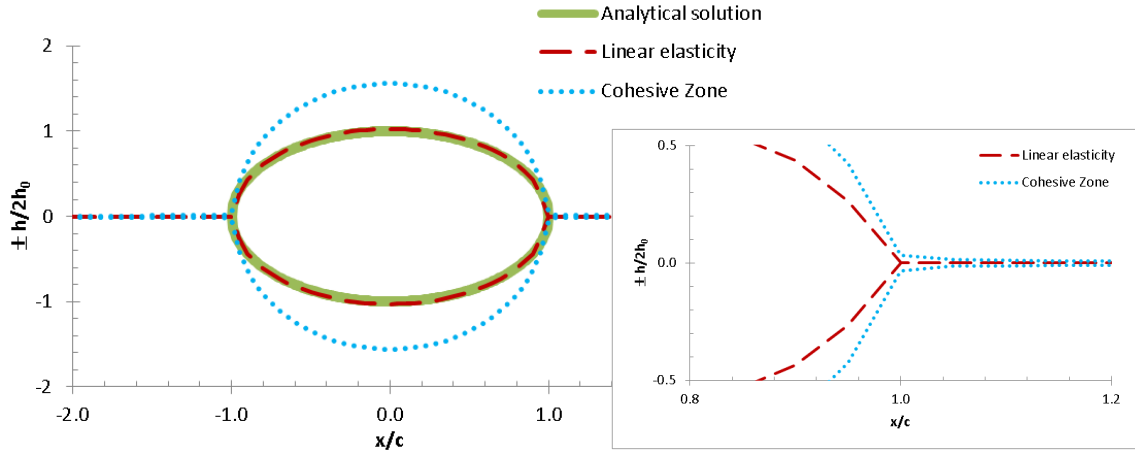 Analytical solution
Linear elasticity
Cohesive Zone
2
1
0
-1
-2
± h/2h₀
-2.0
-1.0
0.0
1.0
x/c
0.5
0.0
-0.5
± h/2h₀
Linear elasticity
Cohesive Zone
0.8
1.0
1.2
x/c